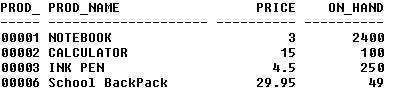 PROD_ PROD_NAME                 PRICE    ON_HAND
----- -------------------- ---------- ----------
00001 NOTEBOOK                      3       2400
00002 CALCULATOR                   15        100
00003 INK PEN                     4.5        250
00006 School BackPack           29.95         49